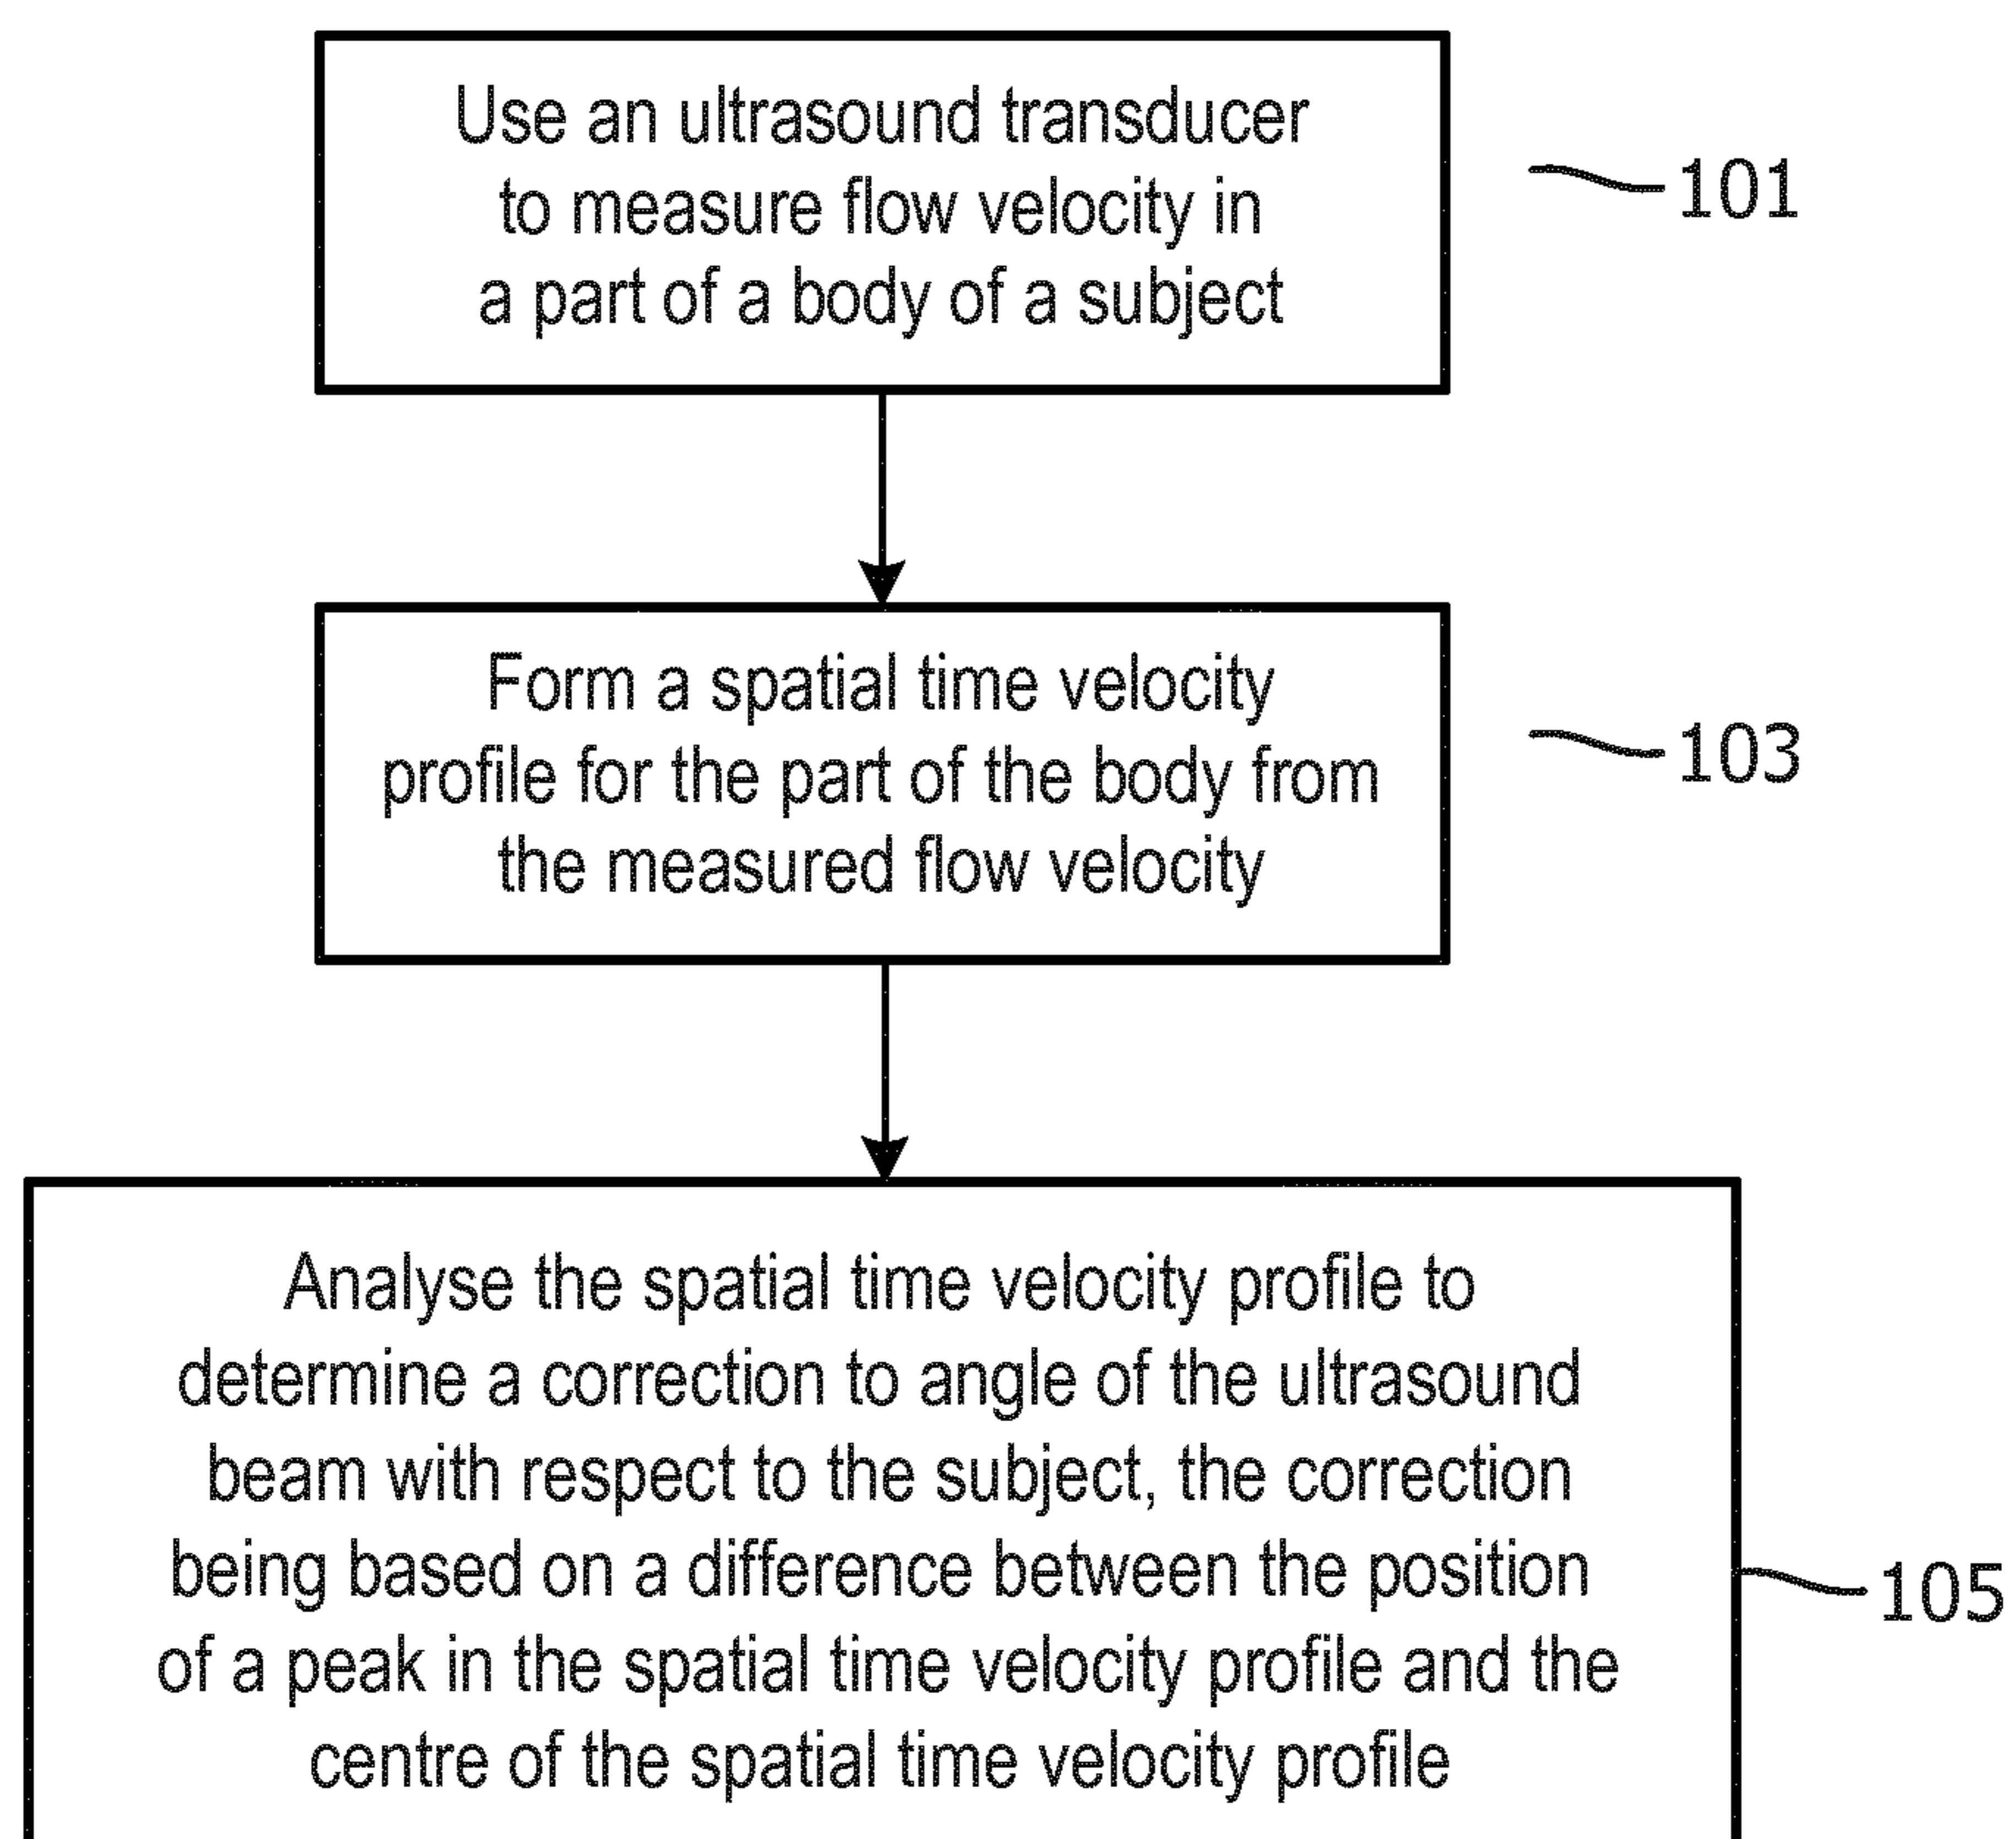 Use an ultrasound transducer
to measure flow velocity in
a part of a body of a subject
101
Form a spatial time velocity
profile for the part of the body from
the measured flow velocity
103
Analyse the spatial time velocity profile to
determine a correction to angle of the ultrasound
beam with respect to the subject, the correction
being based on a difference between the position
of a peak in the spatial time velocity profile and the
centre of the spatial time velocity profile
105